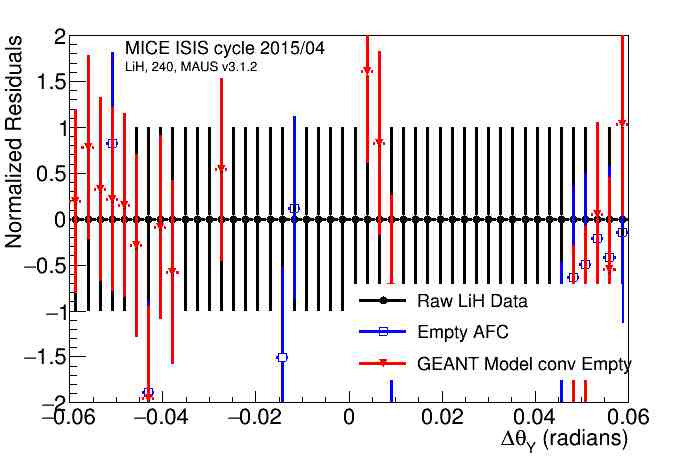 MICE ISIS cycle 2015/04
LiH, 240, MAUS v3.1.2
Normalized Residuals
2
1.5
1
0.5
0
−0.5
−1
−1.5
−2
Raw LiH Data
Empty AFC
GEANT Model conv Empty
−0.06
−0.04
−0.02
0
0.02
0.04
0.06
Δθ_Y (radians)